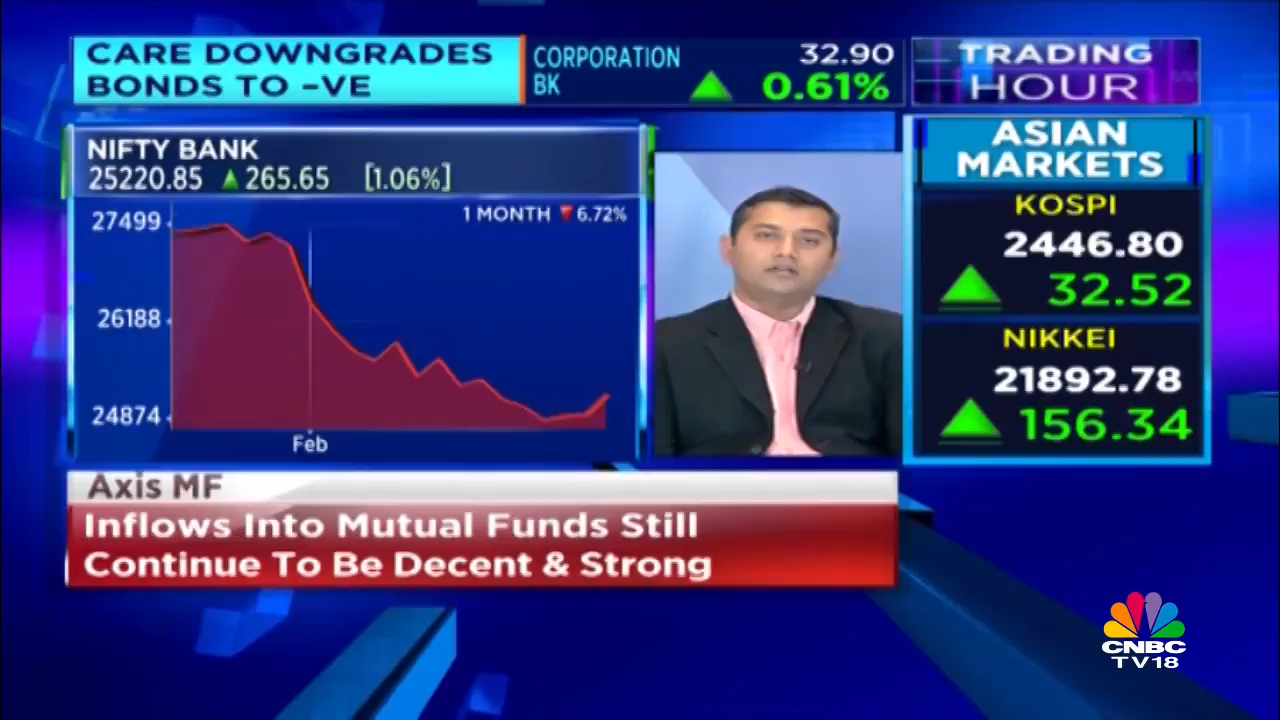 CARE DOWNGRADES
BONDS TO –VE
CORPORATION
BK
32.90
0.61%
TRADING
HOUR
NIFTY BANK
25220.85 265.65 [1.06%]
1 MONTH 6.72%
27499
26188
24874
Feb
ASIAN
MARKETS
KOSPI
2446.80
32.52
NIKKEI
21892.78
156.34
Axis MF
Inflows Into Mutual Funds Still
Continue To Be Decent & Strong
CNBC
TV18